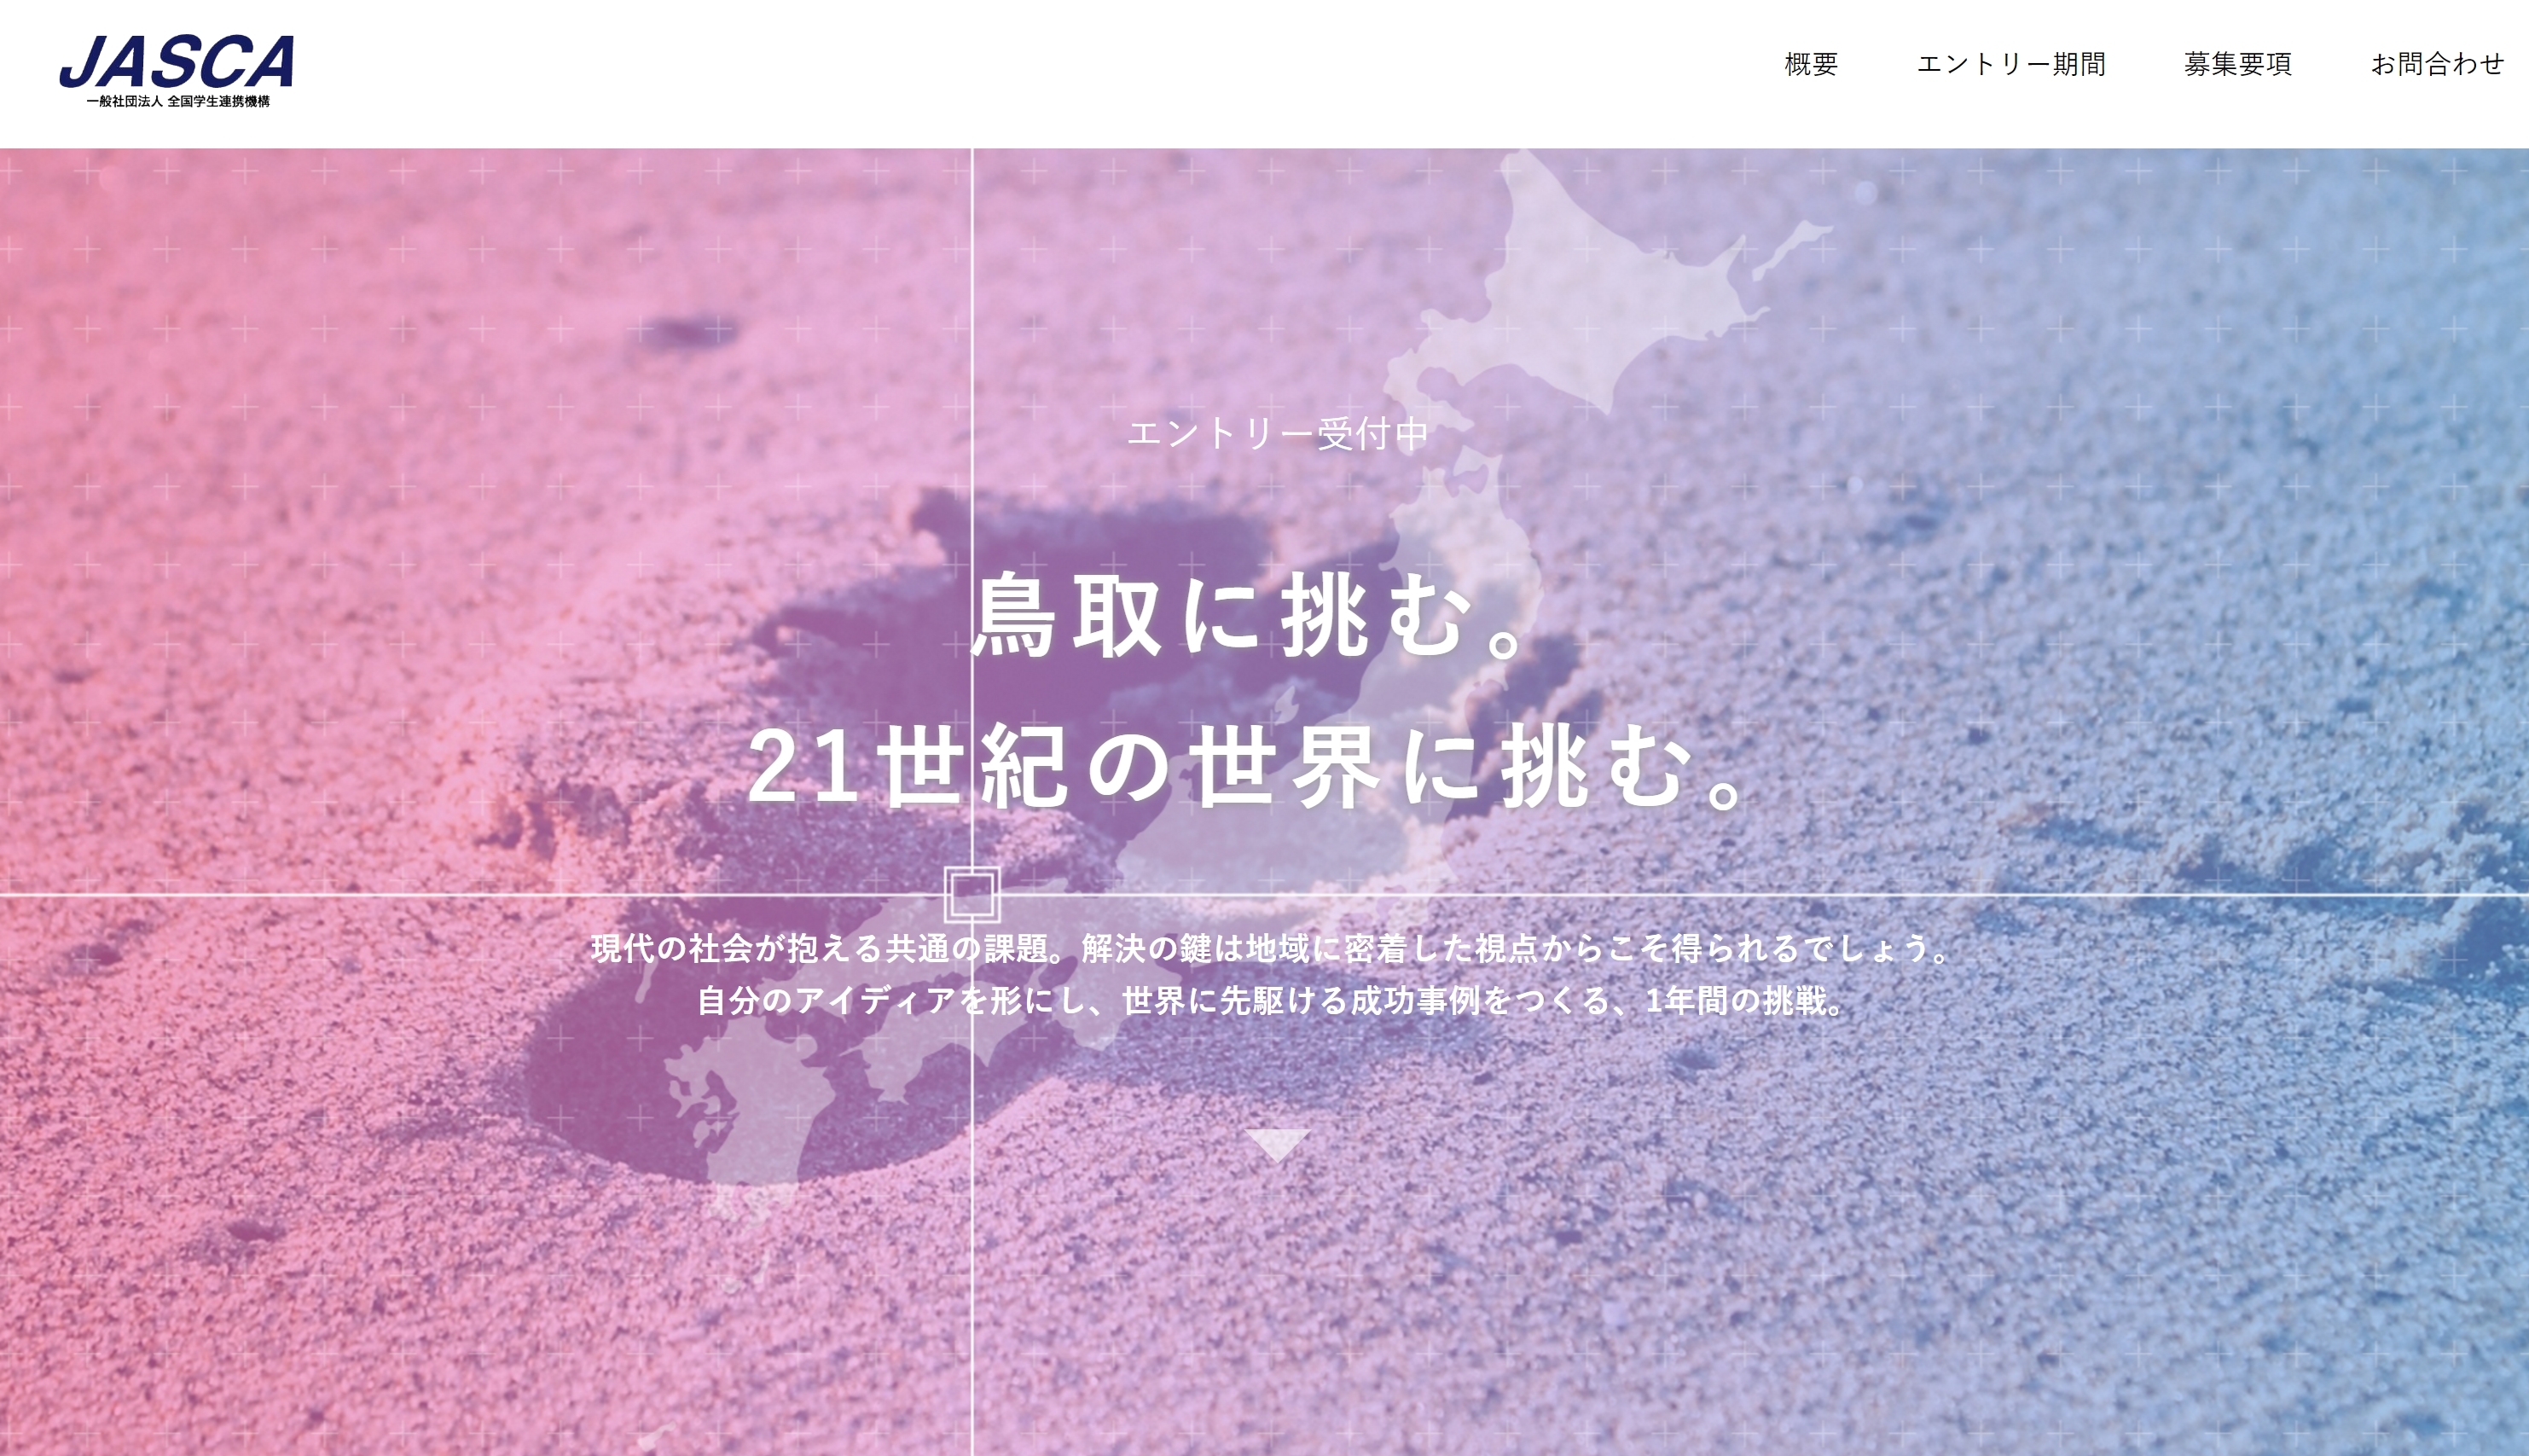 JASCA
一般社団法人 全国学生連携機構
概要 エントリー期間 募集要項 お問合わせ
エントリー受付中
鳥取に挑む。
21世紀の世界に挑む。
現代の社会が抱える共通の課題。解決の鍵は地域に密着した視点からこそ得られるでしょう。
自分のアイディアを形にし、世界に先駆ける成功事例をつくる、1年間の挑戦。